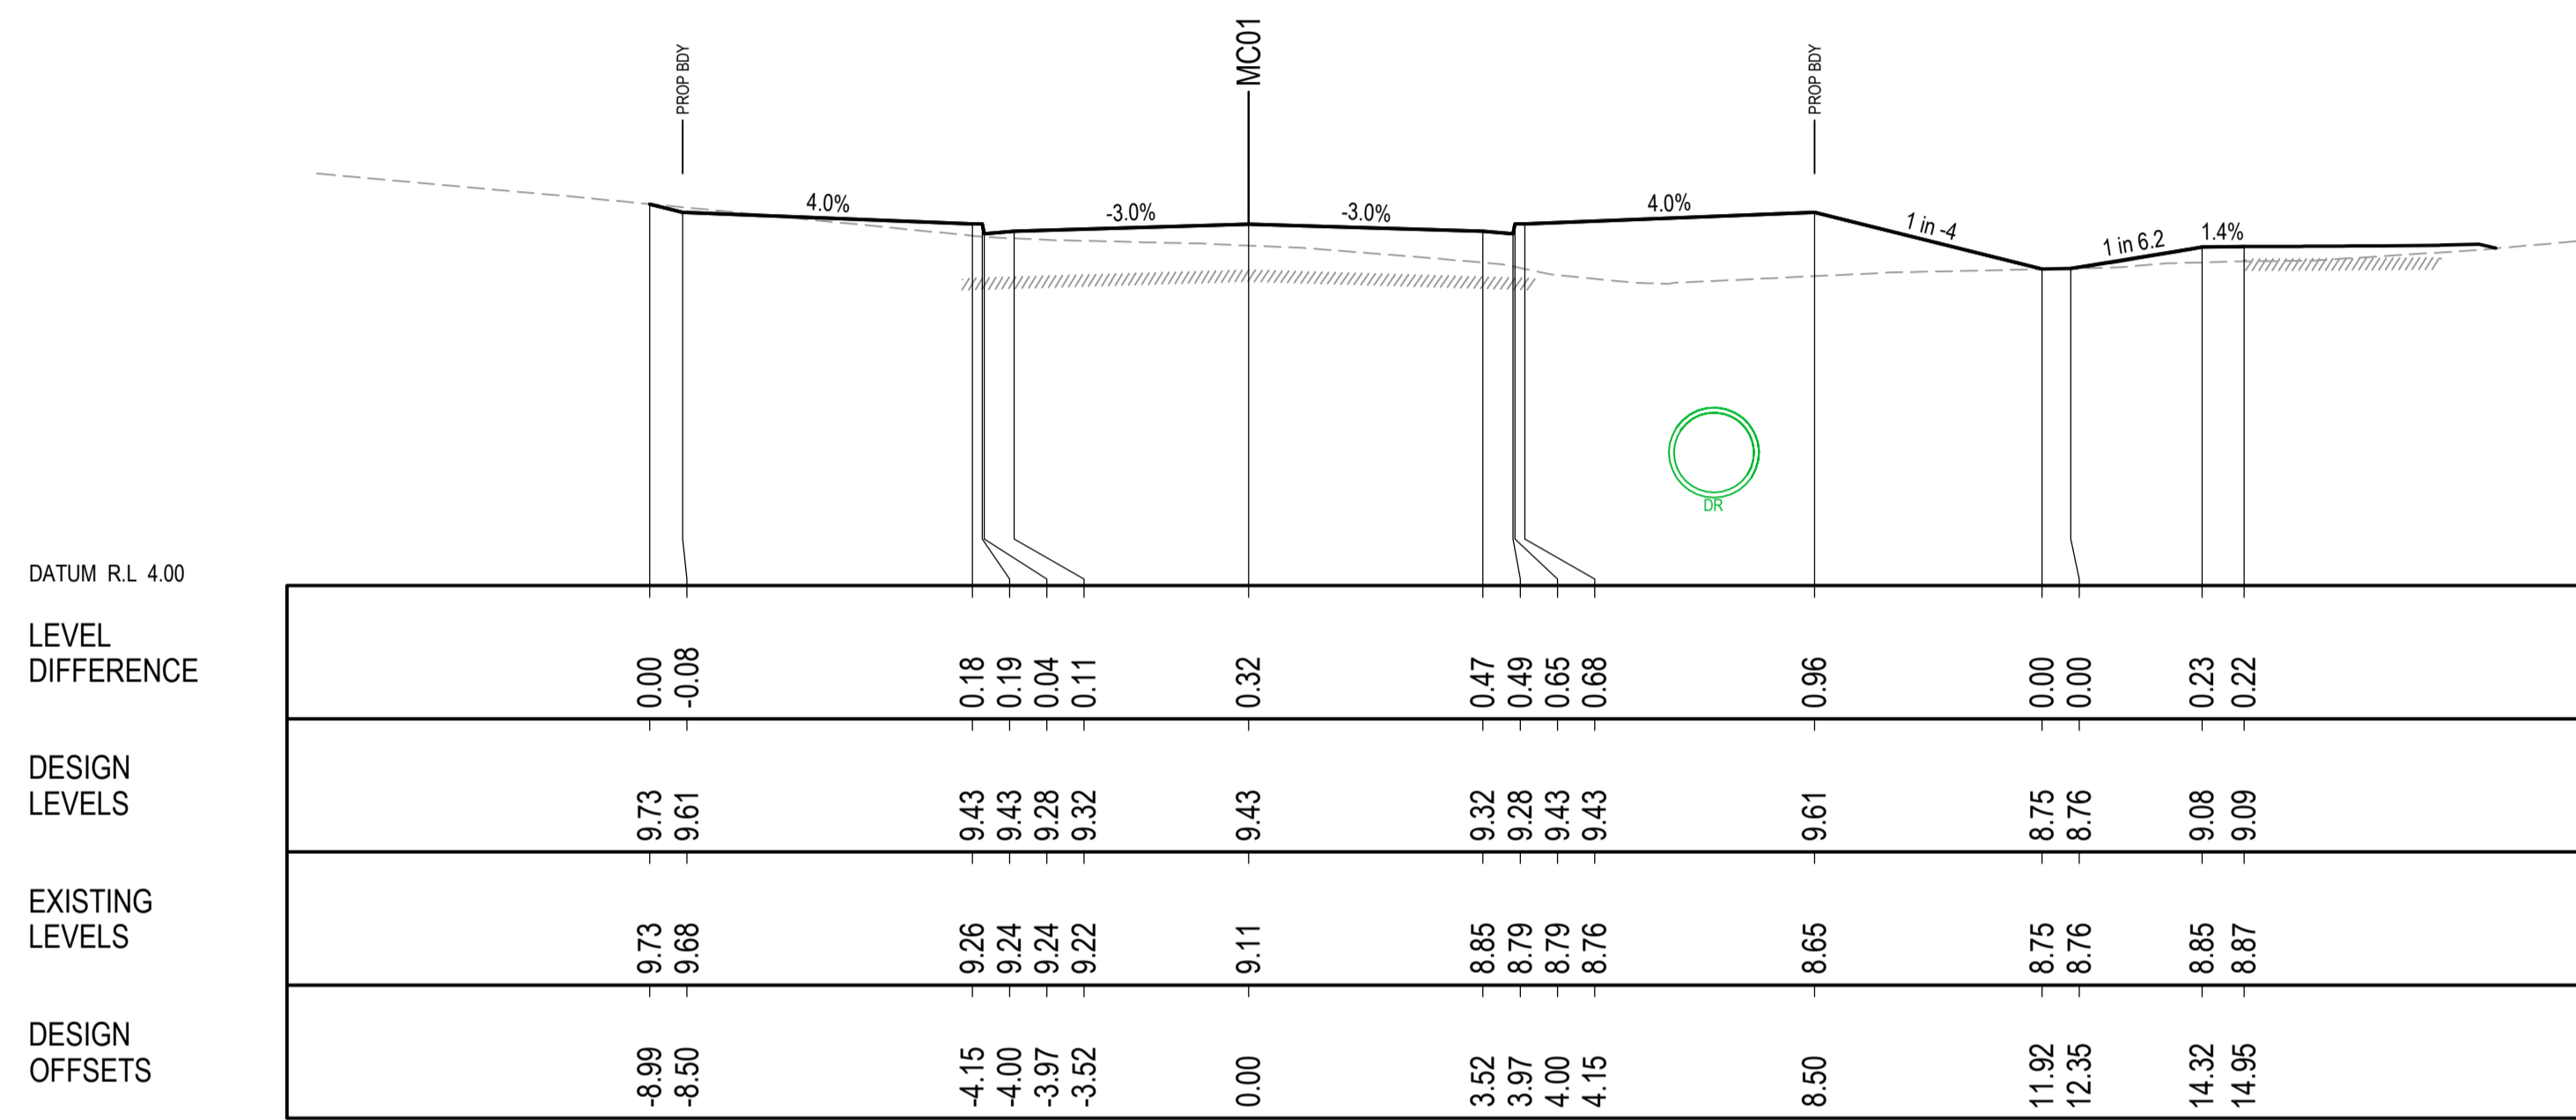 PROP BDY
MC01
PROP BDY
4.0%
-3.0%
-3.0%
4.0%
1 in -4
1 in 6.2
1.4%
DR
DATUM R.L 4.00
LEVEL
DIFFERENCE
0.00 -0.08 0.18 0.19 0.04 0.11 0.32 0.47 0.49 0.65 0.68 0.96 0.00 0.00 0.23 0.22
DESIGN
LEVELS
9.73 9.61 9.43 9.43 9.28 9.32 9.43 9.32 9.28 9.43 9.43 9.61 8.75 8.76 9.08 9.09
EXISTING
LEVELS
9.73 9.68 9.26 9.24 9.24 9.22 9.11 8.85 8.79 8.79 8.76 8.65 8.75 8.76 8.85 8.87
DESIGN
OFFSETS
-8.99 -8.50 -4.15 -4.00 -3.97 -3.52 0.00 3.52 3.97 4.00 4.15 8.50 11.92 12.35 14.32 14.95